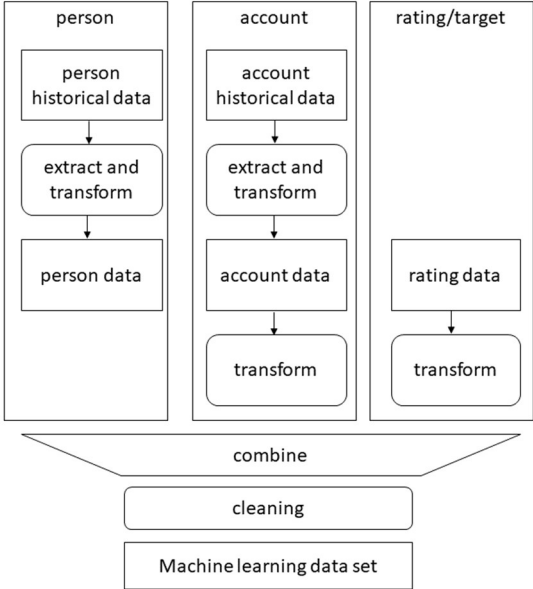 person
person
historical data
extract and
transform
person data
account
account
historical data
extract and
transform
account data
transform
rating/target
rating data
transform
combine
cleaning
Machine learning data set